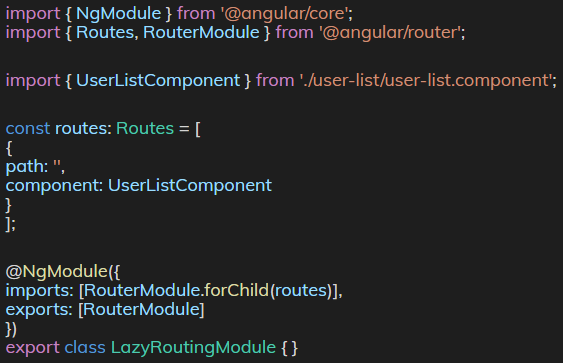 import { NgModule } from '@angular/core';
import { Routes, RouterModule } from '@angular/router';
import { UserListComponent } from './user-list/user-list.component';
const routes: Routes = [
{
path: '',
component: UserListComponent
}
];
@NgModule({
imports: [RouterModule.forChild(routes)],
exports: [RouterModule]
})
export class LazyRoutingModule { }